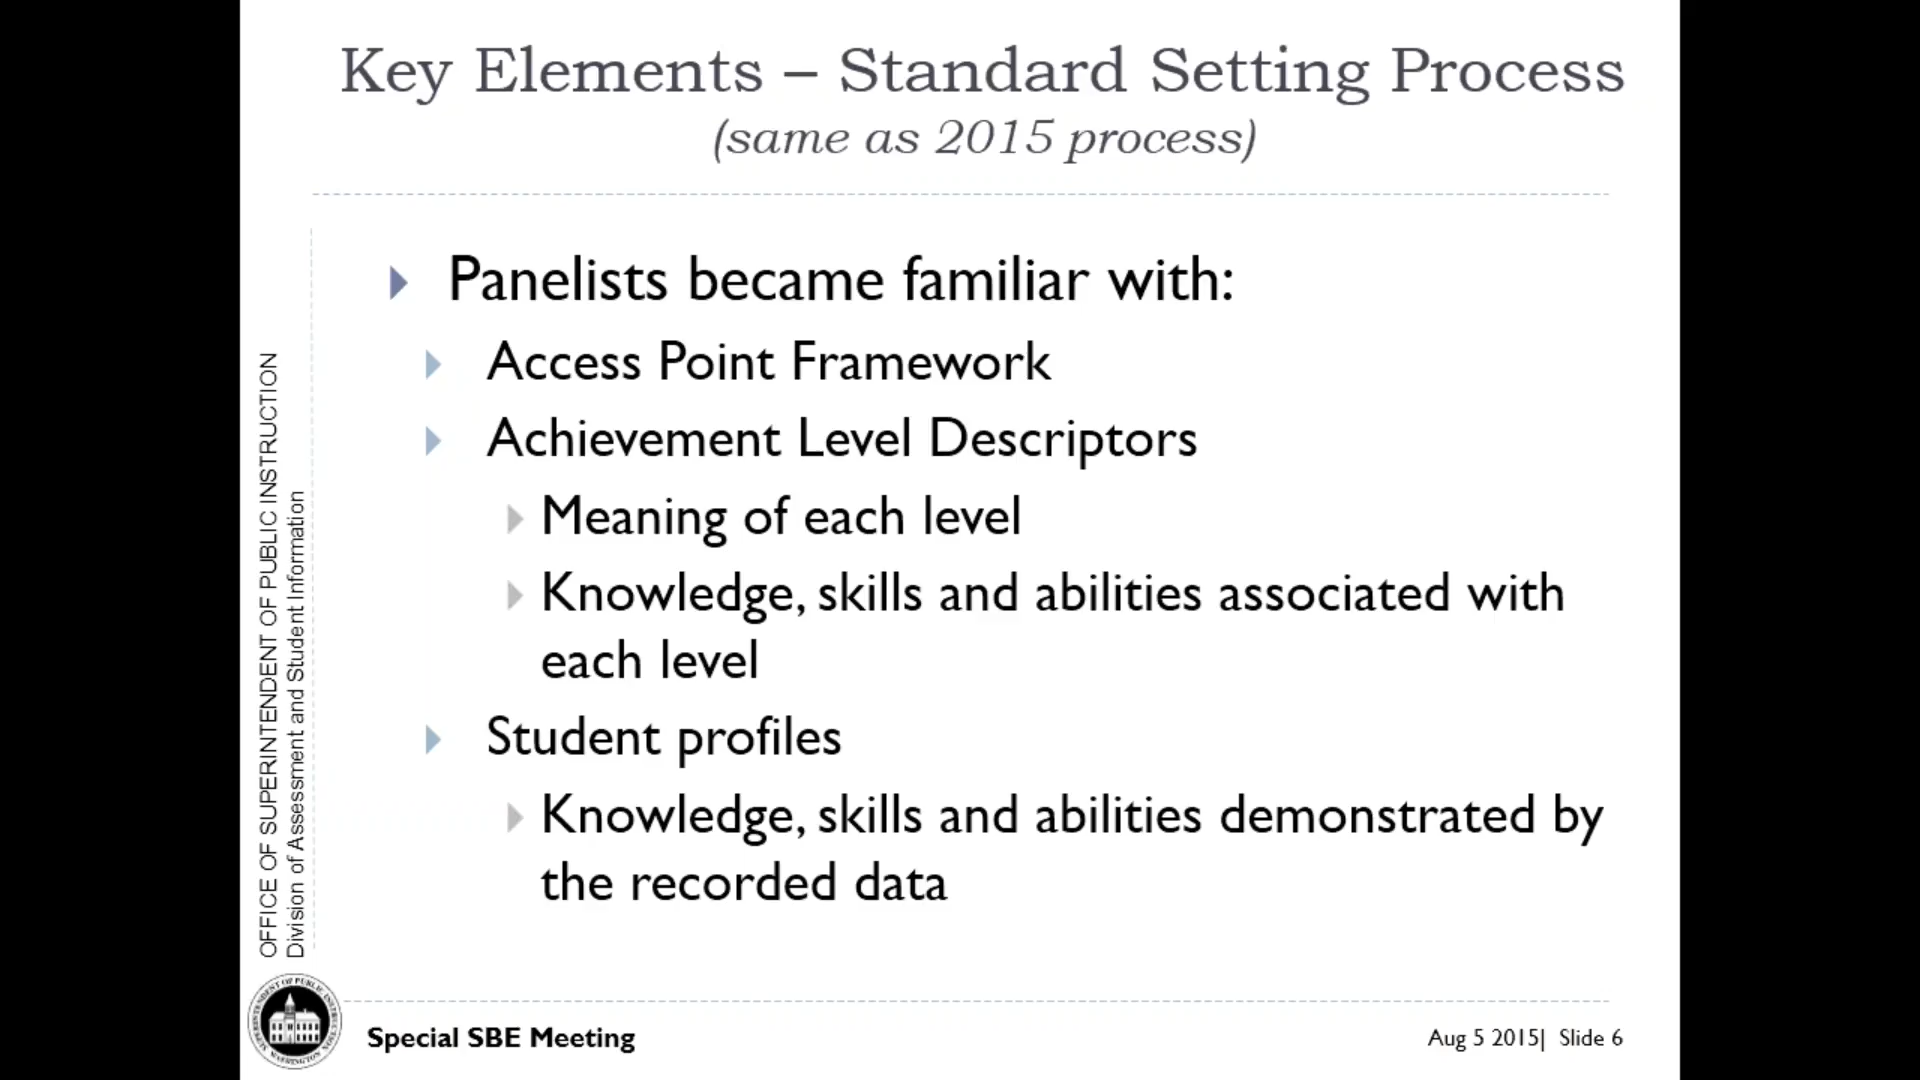 Key Elements – Standard Setting Process
(same as 2015 process)
Panelists became familiar with:
Access Point Framework
Achievement Level Descriptors
Meaning of each level
Knowledge, skills and abilities associated with
each level
Student profiles
Knowledge, skills and abilities demonstrated by
the recorded data
OFFICE OF SUPERINTENDENT OF PUBLIC INSTRUCTION
Division of Assessment and Student Information
Special SBE Meeting
Aug 5 2015| Slide 6